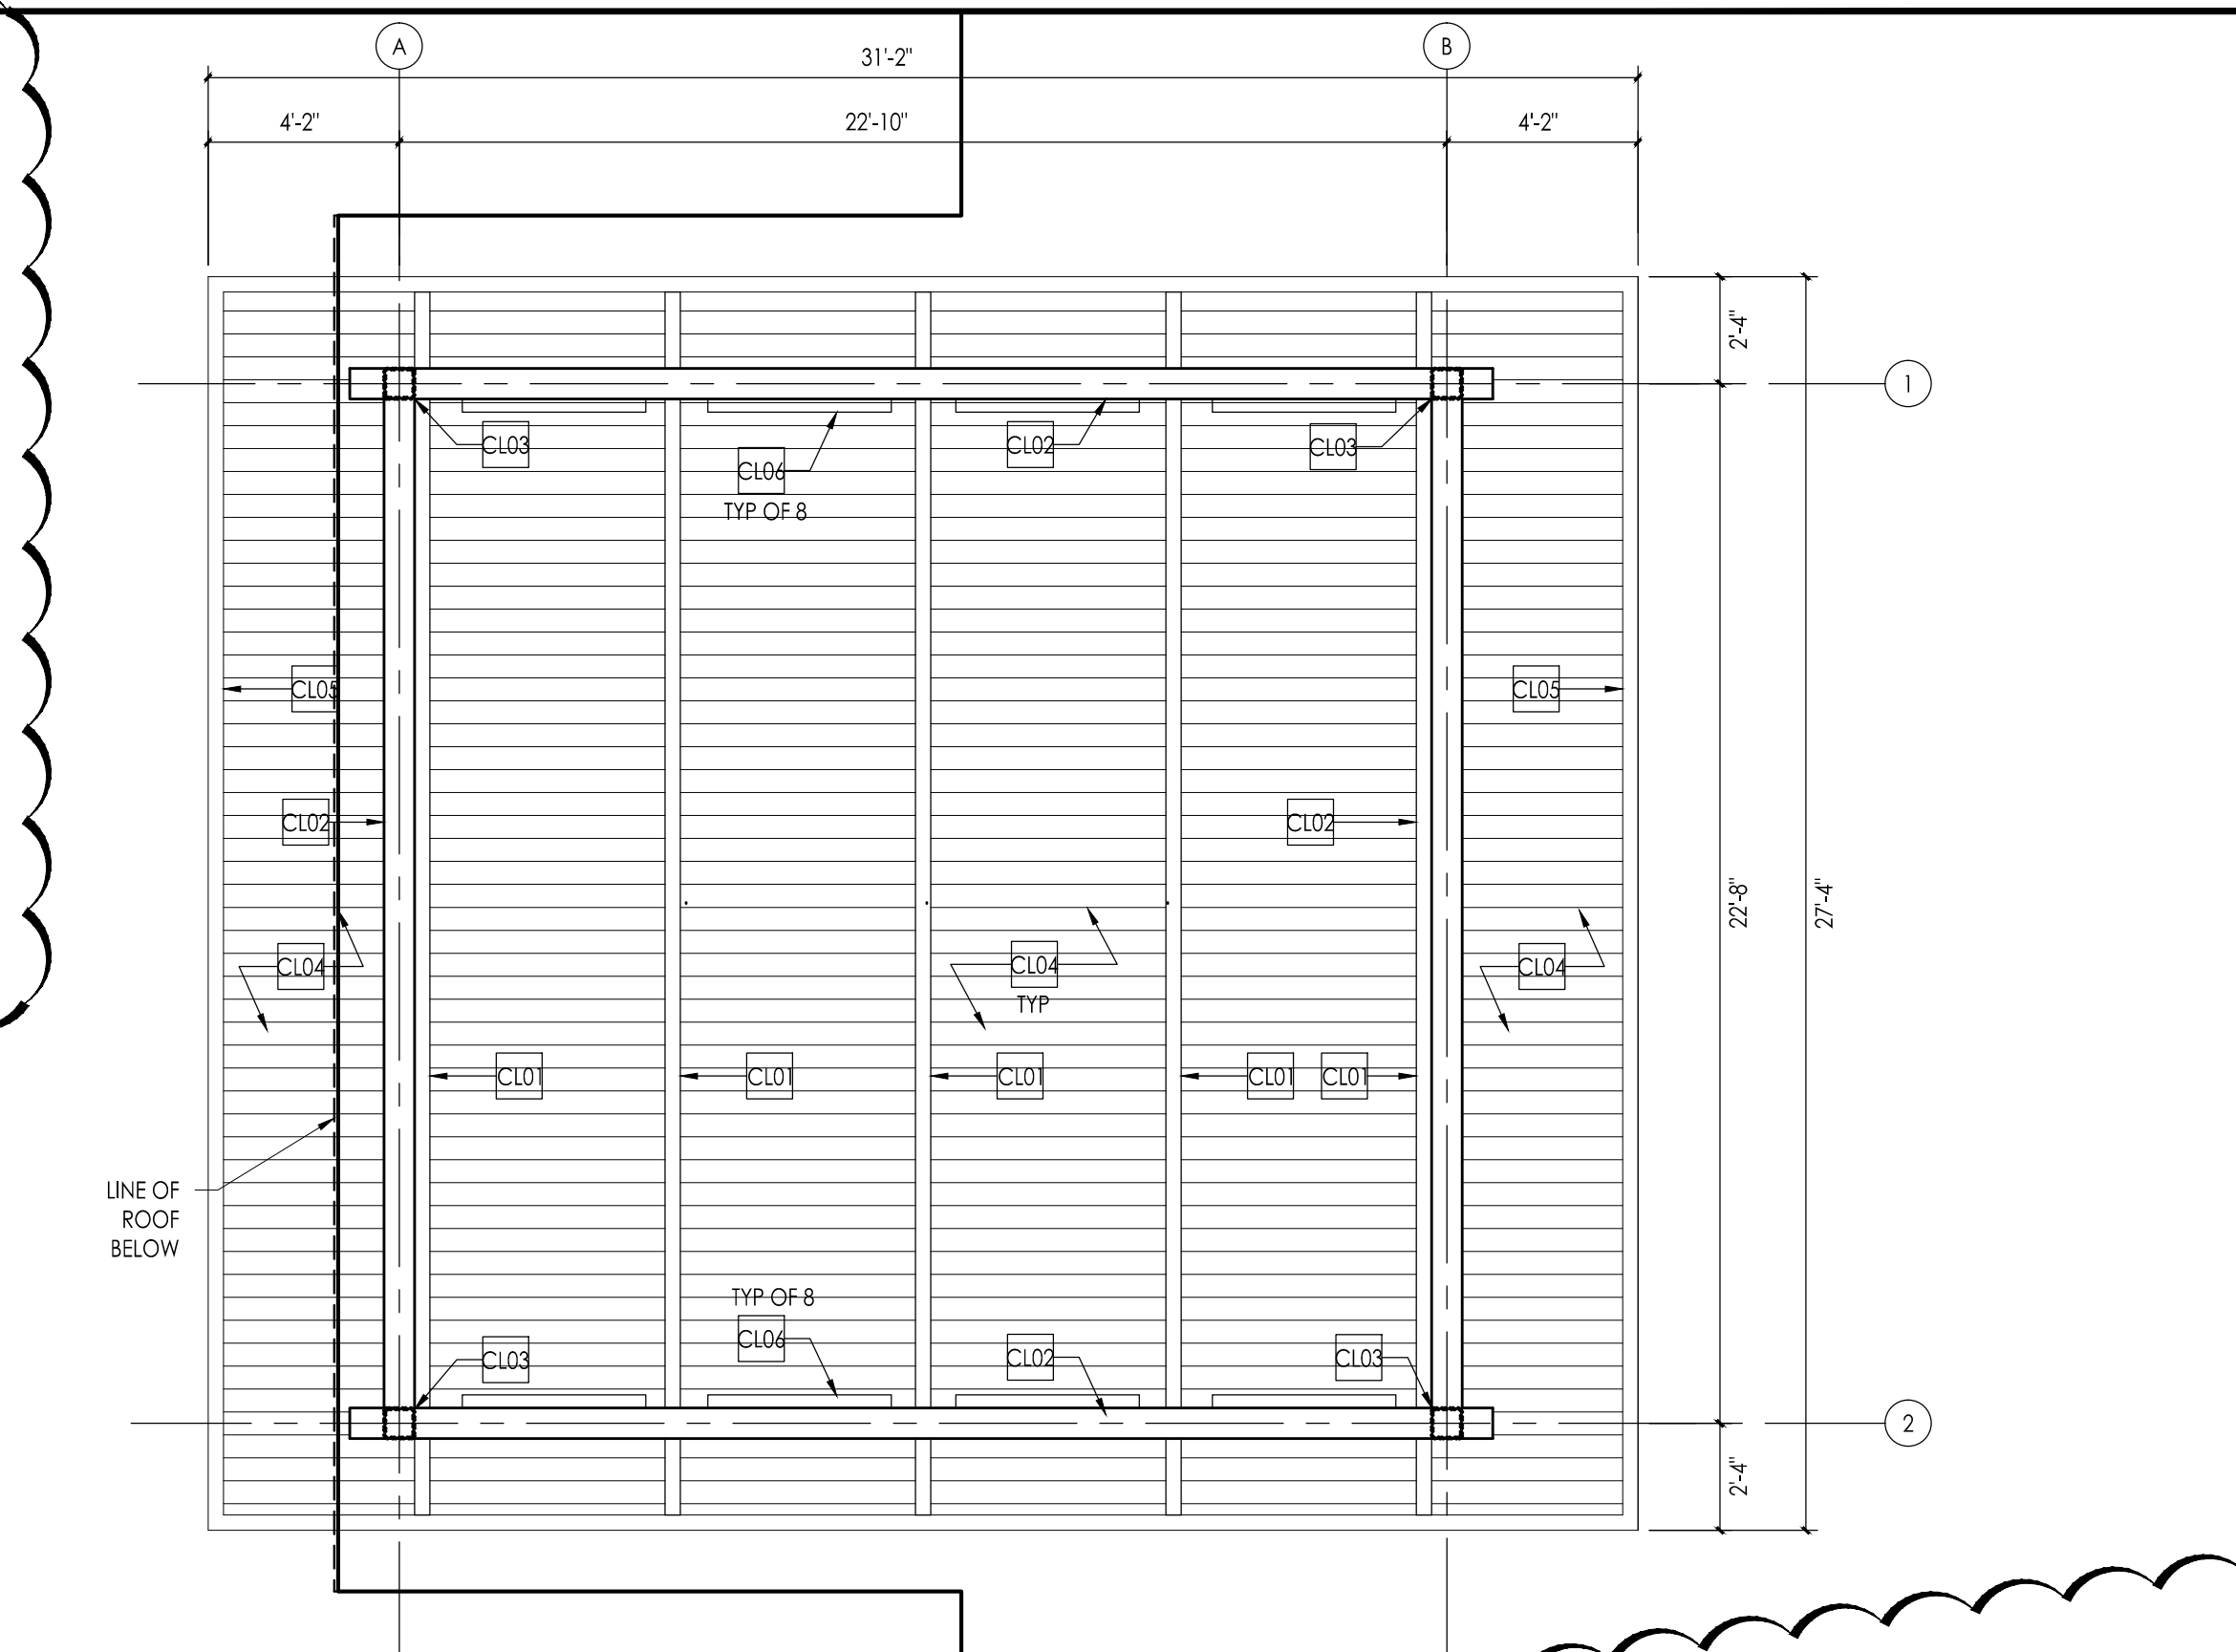 A
B
31'-2"
4'-2"
22'-10"
4'-2"
2'-4"
1
CL03
CL06
TYP OF 8
CL02
CL03
CL05
CL05
CL02
CL02
22'-8"
27'-4"
CL04
CL04
TYP
CL04
CL01
CL01
CL01
CL01
CL01
LINE OF
ROOF
BELOW
TYP OF 8
CL03
CL06
CL02
CL03
2
2'-4"